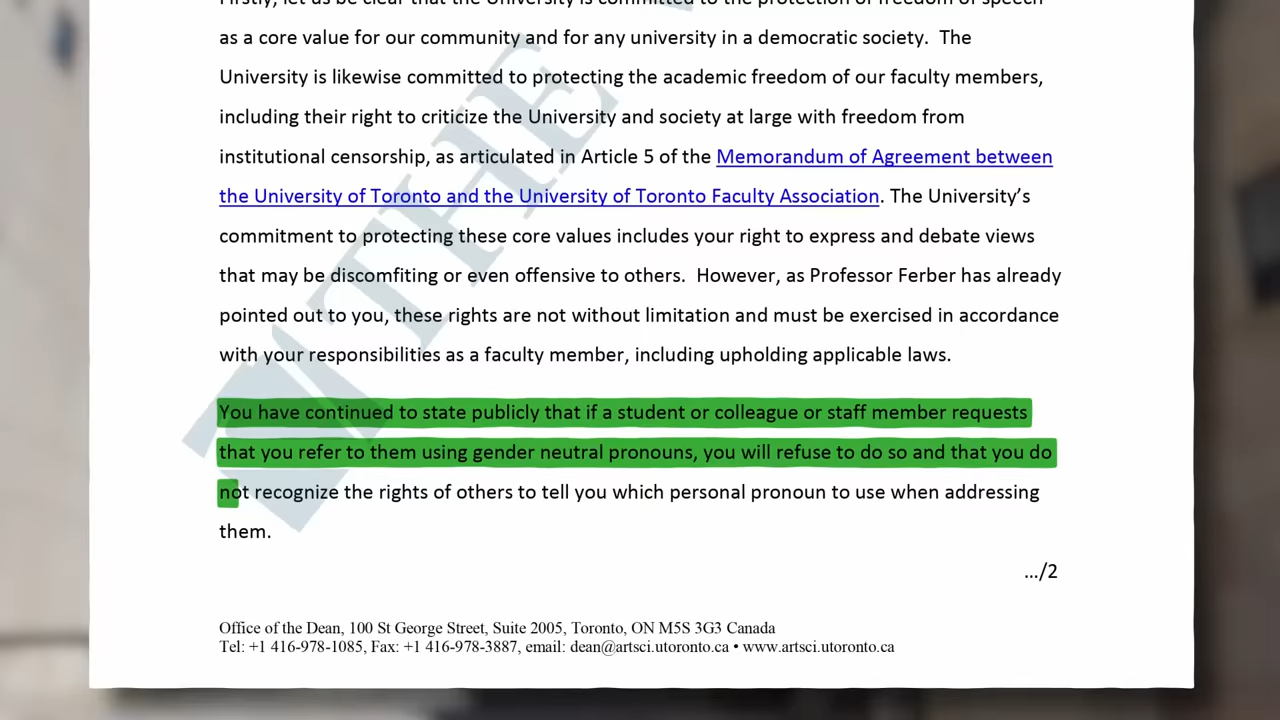 Firstly, let us be clear that the University is committed to the protection of freedom of speech
as a core value for our community and for any university in a democratic society.  The
University is likewise committed to protecting the academic freedom of our faculty members,
including their right to criticize the University and society at large with freedom from
institutional censorship, as articulated in Article 5 of the Memorandum of Agreement between
the University of Toronto and the University of Toronto Faculty Association. The University’s
commitment to protecting these core values includes your right to express and debate views
that may be discomfiting or even offensive to others.  However, as Professor Ferber has already
pointed out to you, these rights are not without limitation and must be exercised in accordance
with your responsibilities as a faculty member, including upholding applicable laws.
You have continued to state publicly that if a student or colleague or staff member requests
that you refer to them using gender neutral pronouns, you will refuse to do so and that you do
not recognize the rights of others to tell you which personal pronoun to use when addressing
them.
…/2
Office of the Dean, 100 St George Street, Suite 2005, Toronto, ON M5S 3G3 Canada
Tel: +1 416-978-1085, Fax: +1 416-978-3887, email: dean@artsci.utoronto.ca • www.artsci.utoronto.ca
THE